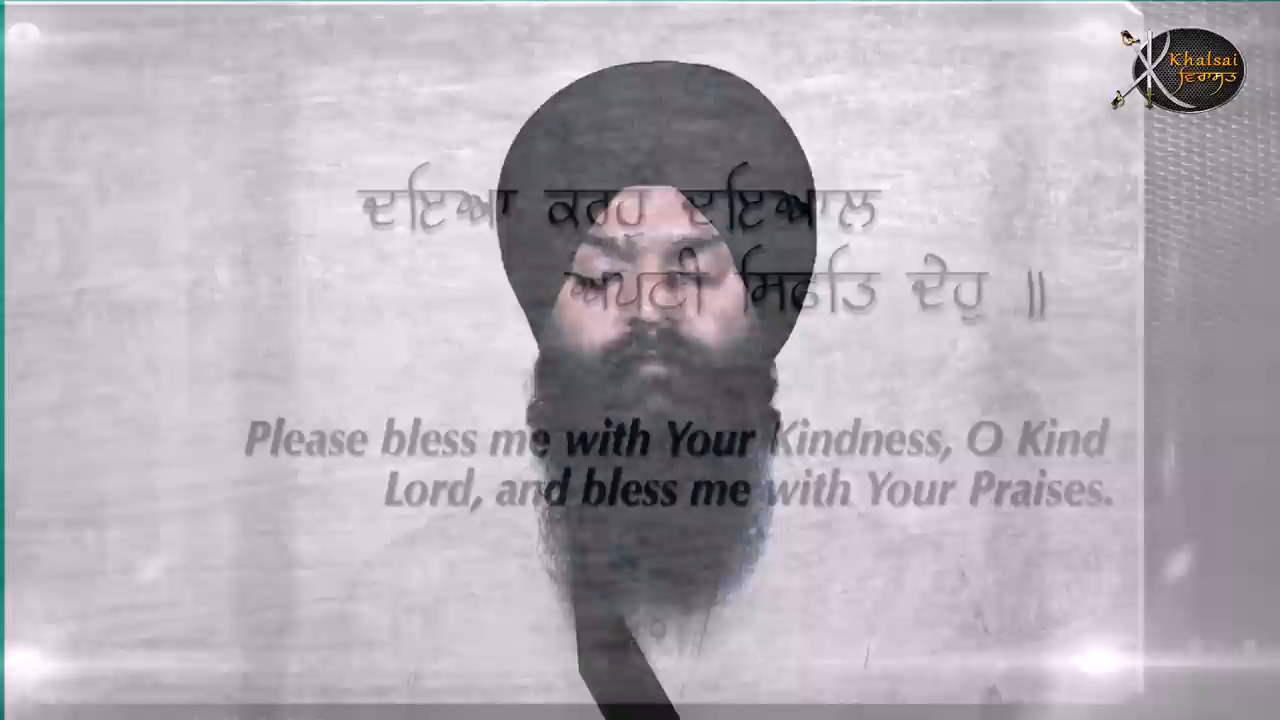 Khalsai
ਵਿਰਾਸਤ
ਦਇਆ ਕਰਹੁ ਦਇਆਲ
ਅਪਣੀ ਸਿਫਤਿ ਦੇਹੁ ॥
Please bless me with Your Kindness, O Kind
Lord, and bless me with Your Praises.